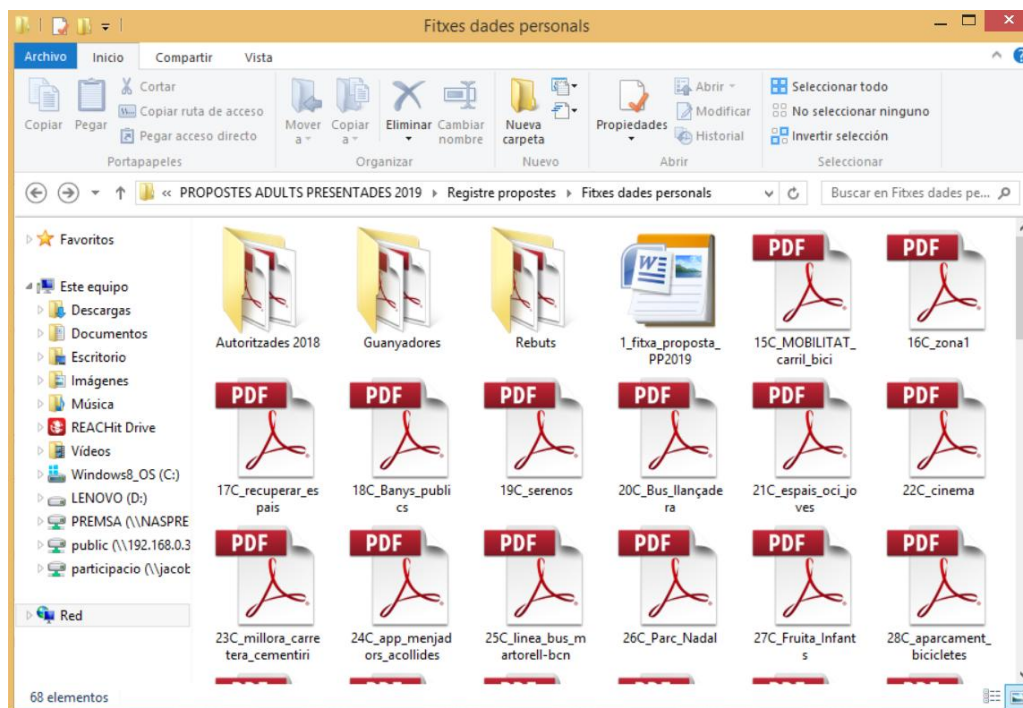 Fitxes dades personals
Archivo Inicio Compartir Vista
Copiar
Pegar
Cortar
Copiar ruta de acceso
Pegar acceso directo
Portapapeles
Mover a
Copiar a
Eliminar
Cambiar nombre
Organizar
Nueva carpeta
Nuevo
Propiedades
Abrir
Modificar
Historial
Abrir
Seleccionar todo
No seleccionar ninguno
Invertir selección
Seleccionar
« PROPOSTES ADULTS PRESENTADES 2019 Registre propostes Fitxes dades personals
Buscar en Fitxes dades pe...
Favoritos
Este equipo
Descargas
Documentos
Escritorio
Imágenes
Música
REACHit Drive
Vídeos
Windows8_OS (C:)
LENOVO (D:)
PREMSA (\\NASPRE
public (\\192.168.0.3
participacio (\\jacob
Red
Autoritzades 2018
Guanyadores
Rebuts
W
1_fitxa_proposta_
PP2019
PDF
15C_MOBILITAT_
carril_bici
PDF
16C_zona1
PDF
17C_recuperar_es
pais
PDF
18C_Banys_publi
cs
PDF
19C_serenos
PDF
20C_Bus_llançade
ra
PDF
21C_espais_oci_jo
ves
PDF
22C_cinema
PDF
23C_millora_carre
tera_cementiri
PDF
24C_app_menjad
ors_acollides
PDF
25C_linea_bus_m
artorell-bcn
PDF
26C_Parc_Nadal
PDF
27C_Fruita_Infant
s
PDF
28C_aparcament_
bicicletes
68 elementos